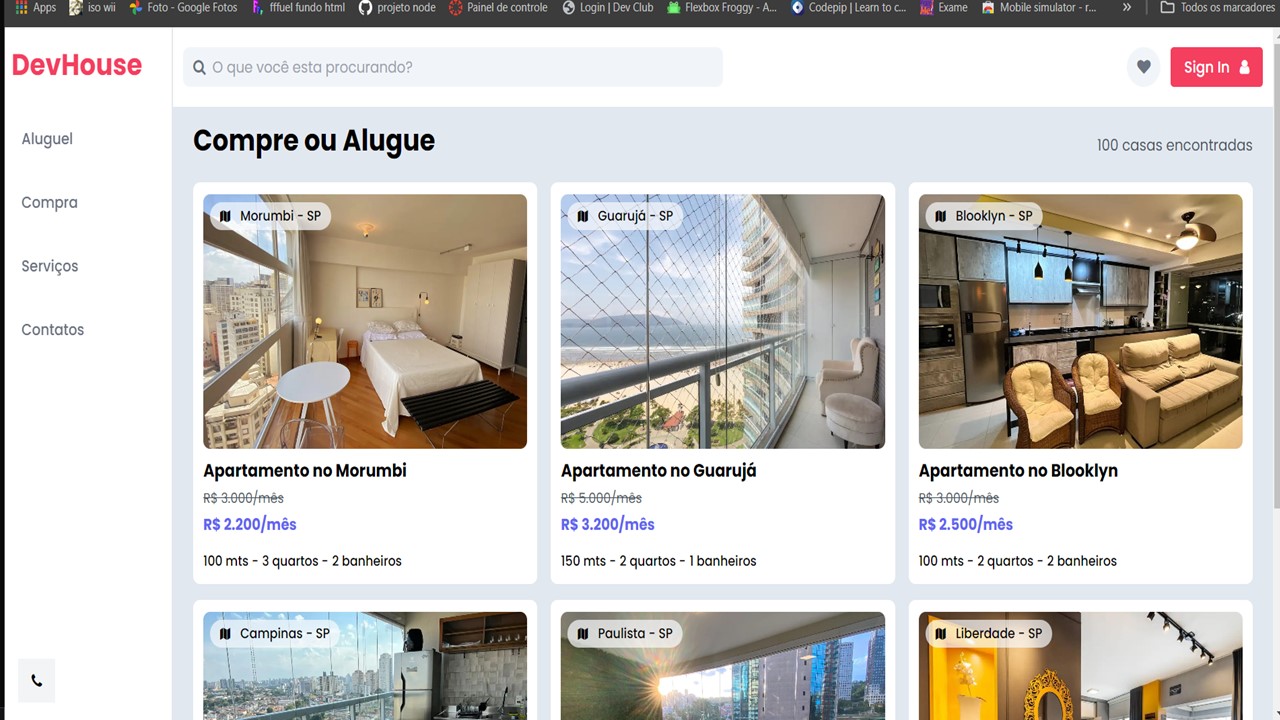 Apps iso wii Foto - Google Fotos fffuel fundo html projeto node Painel de controle Login | Dev Club Flexbox Froggy - A... Codepip | Learn to c... Exame Mobile simulator - r... » Todos os marcadores
DevHouse
O que você esta procurando?
Sign In
Aluguel
Compra
Serviços
Contatos
Compre ou Alugue
100 casas encontradas
Morumbi - SP
Apartamento no Morumbi
R$ 3.000/mês
R$ 2.200/mês
100 mts - 3 quartos - 2 banheiros
Guarujá - SP
Apartamento no Guarujá
R$ 5.000/mês
R$ 3.200/mês
150 mts - 2 quartos - 1 banheiros
Blooklyn - SP
Apartamento no Blooklyn
R$ 3.000/mês
R$ 2.500/mês
100 mts - 2 quartos - 2 banheiros
Campinas - SP
Paulista - SP
Liberdade - SP